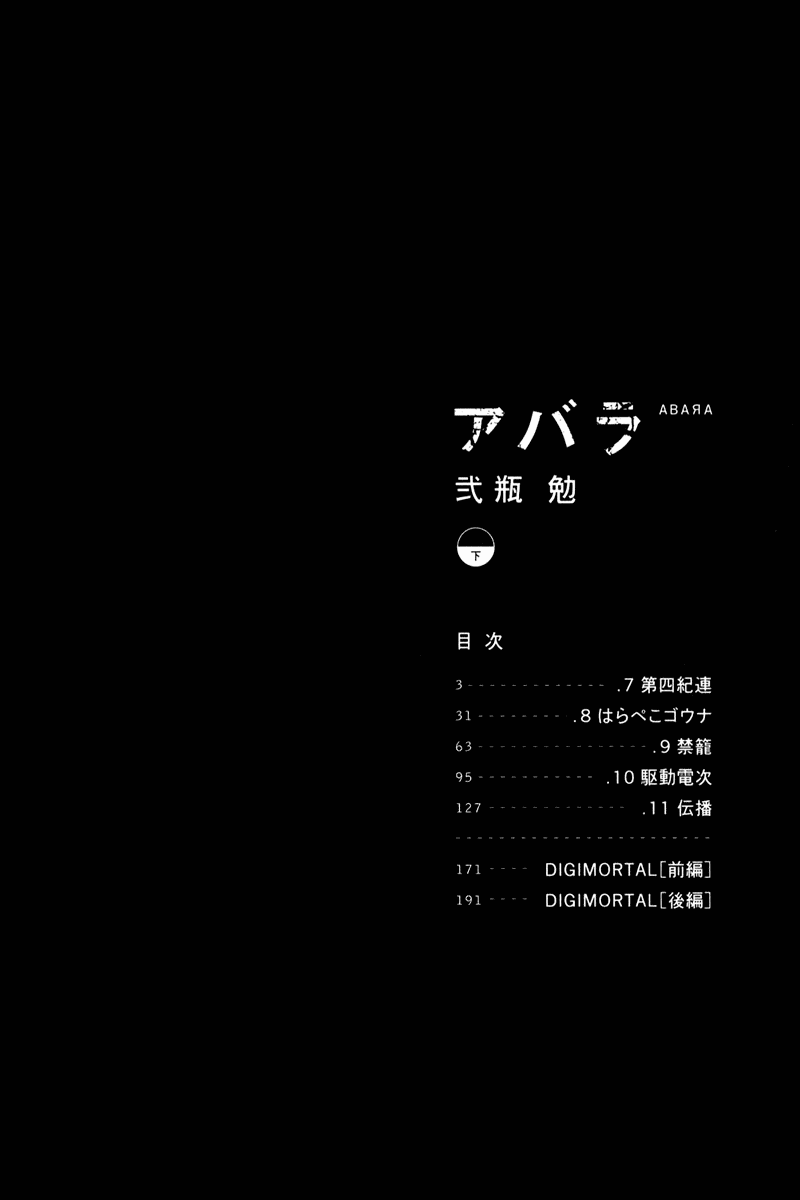 アバラ ABAЯA
弐瓶 勉
下
目次
3 ------------- .7 第四紀連
31 -------- .8 はらぺこゴウナ
63 ---------------- .9 禁籠
95 ----------- .10 駆動電次
127 ------------- .11 伝播
171 ---- DIGIMORTAL[前編]
191 ---- DIGIMORTAL[後編]